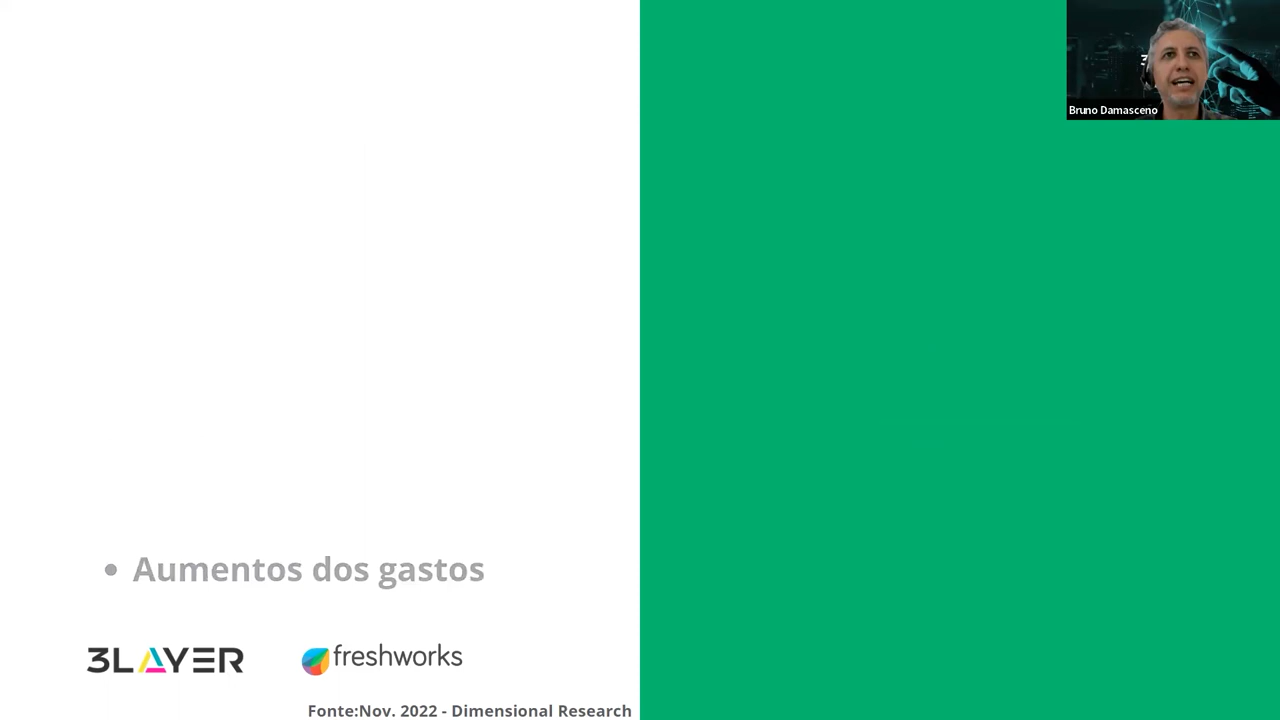 Bruno Damasceno
• Aumentos dos gastos
3LAYER freshworks
Fonte:Nov. 2022 - Dimensional Research